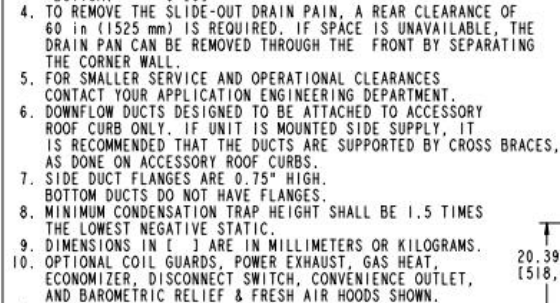 4. TO REMOVE THE SLIDE-OUT DRAIN PAIN, A REAR CLEARANCE OF
60 in (1525 mm) IS REQUIRED. IF SPACE IS UNAVAILABLE, THE
DRAIN PAN CAN BE REMOVED THROUGH THE FRONT BY SEPARATING
THE CORNER WALL.
5. FOR SMALLER SERVICE AND OPERATIONAL CLEARANCES
CONTACT YOUR APPLICATION ENGINEERING DEPARTMENT.
6. DOWNFLOW DUCTS DESIGNED TO BE ATTACHED TO ACCESSORY
ROOF CURB ONLY. IF UNIT IS MOUNTED SIDE SUPPLY, IT
IS RECOMMENDED THAT THE DUCTS ARE SUPPORTED BY CROSS BRACES,
AS DONE ON ACCESSORY ROOF CURBS.
7. SIDE DUCT FLANGES ARE 0.75" HIGH.
BOTTOM DUCTS DO NOT HAVE FLANGES.
8. MINIMUM CONDENSATION TRAP HEIGHT SHALL BE 1.5 TIMES
THE LOWEST NEGATIVE STATIC.
9. DIMENSIONS IN [ ] ARE IN MILLIMETERS OR KILOGRAMS.
10. OPTIONAL COIL GUARDS, POWER EXHAUST, GAS HEAT,
ECONOMIZER, DISCONNECT SWITCH, CONVENIENCE OUTLET,
AND BAROMETRIC RELIEF & FRESH AIR HOODS SHOWN.
20.39
[518,